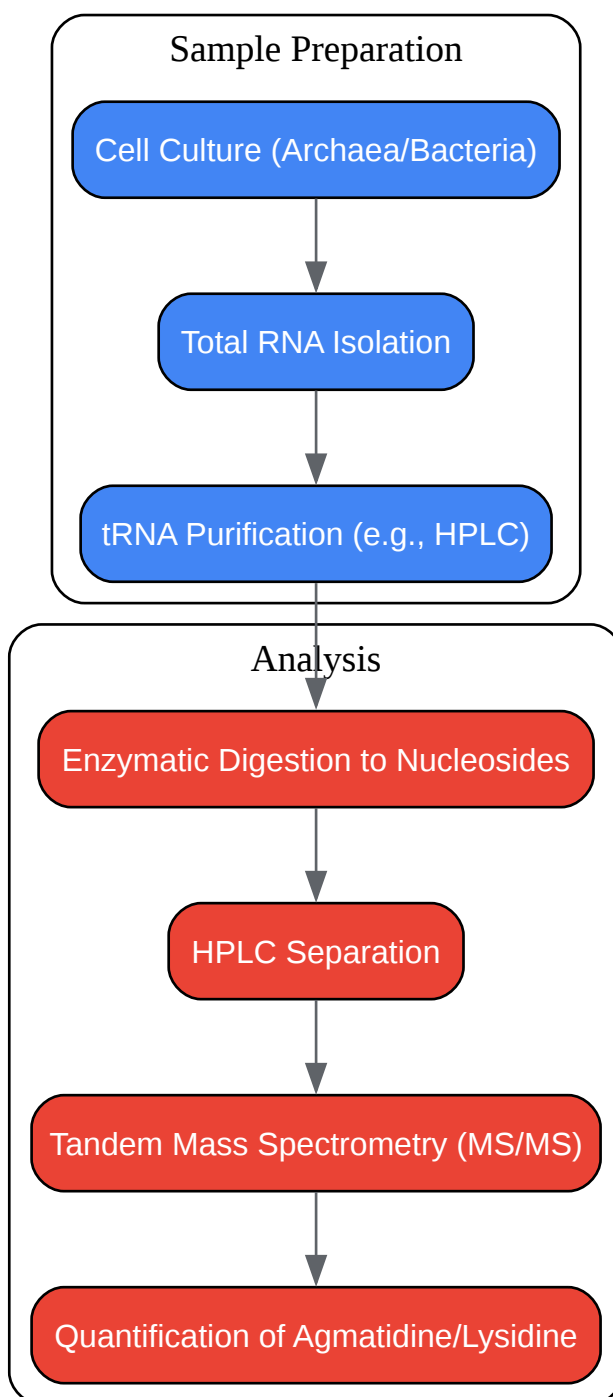 Sample Preparation
Cell Culture (Archaea/Bacteria)
Total RNA Isolation
tRNA Purification (e.g., HPLC)
Analysis
Enzymatic Digestion to Nucleosides
HPLC Separation
Tandem Mass Spectrometry (MS/MS)
Quantification of Agmatidine/Lysidine